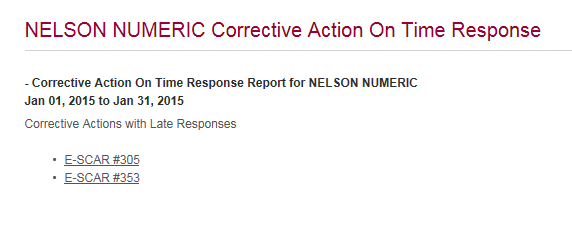 NELSON NUMERIC Corrective Action On Time Response
- Corrective Action On Time Response Report for NELSON NUMERIC
Jan 01, 2015 to Jan 31, 2015
Corrective Actions with Late Responses
• E-SCAR #305
• E-SCAR #353